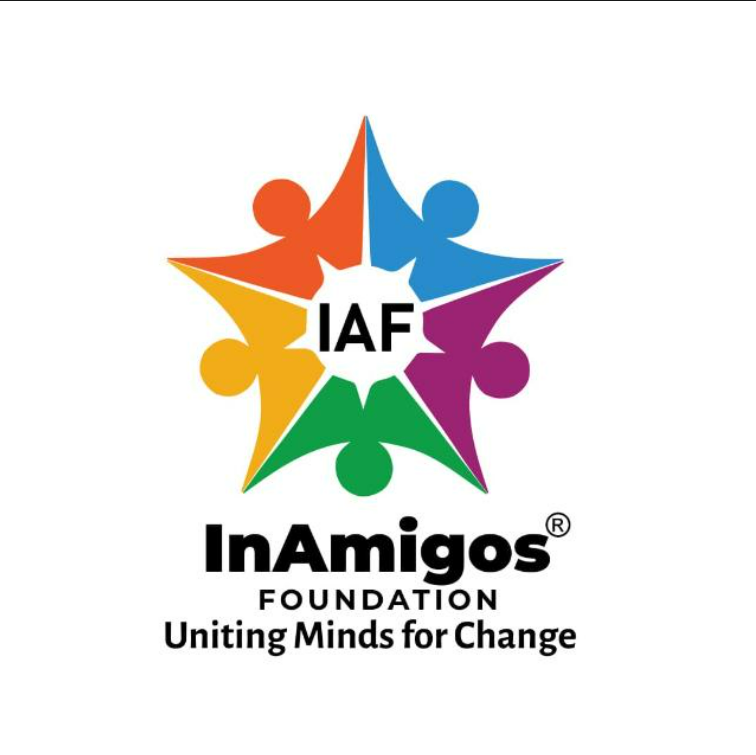 IAF
InAmigos®
FOUNDATION
Uniting Minds for Change